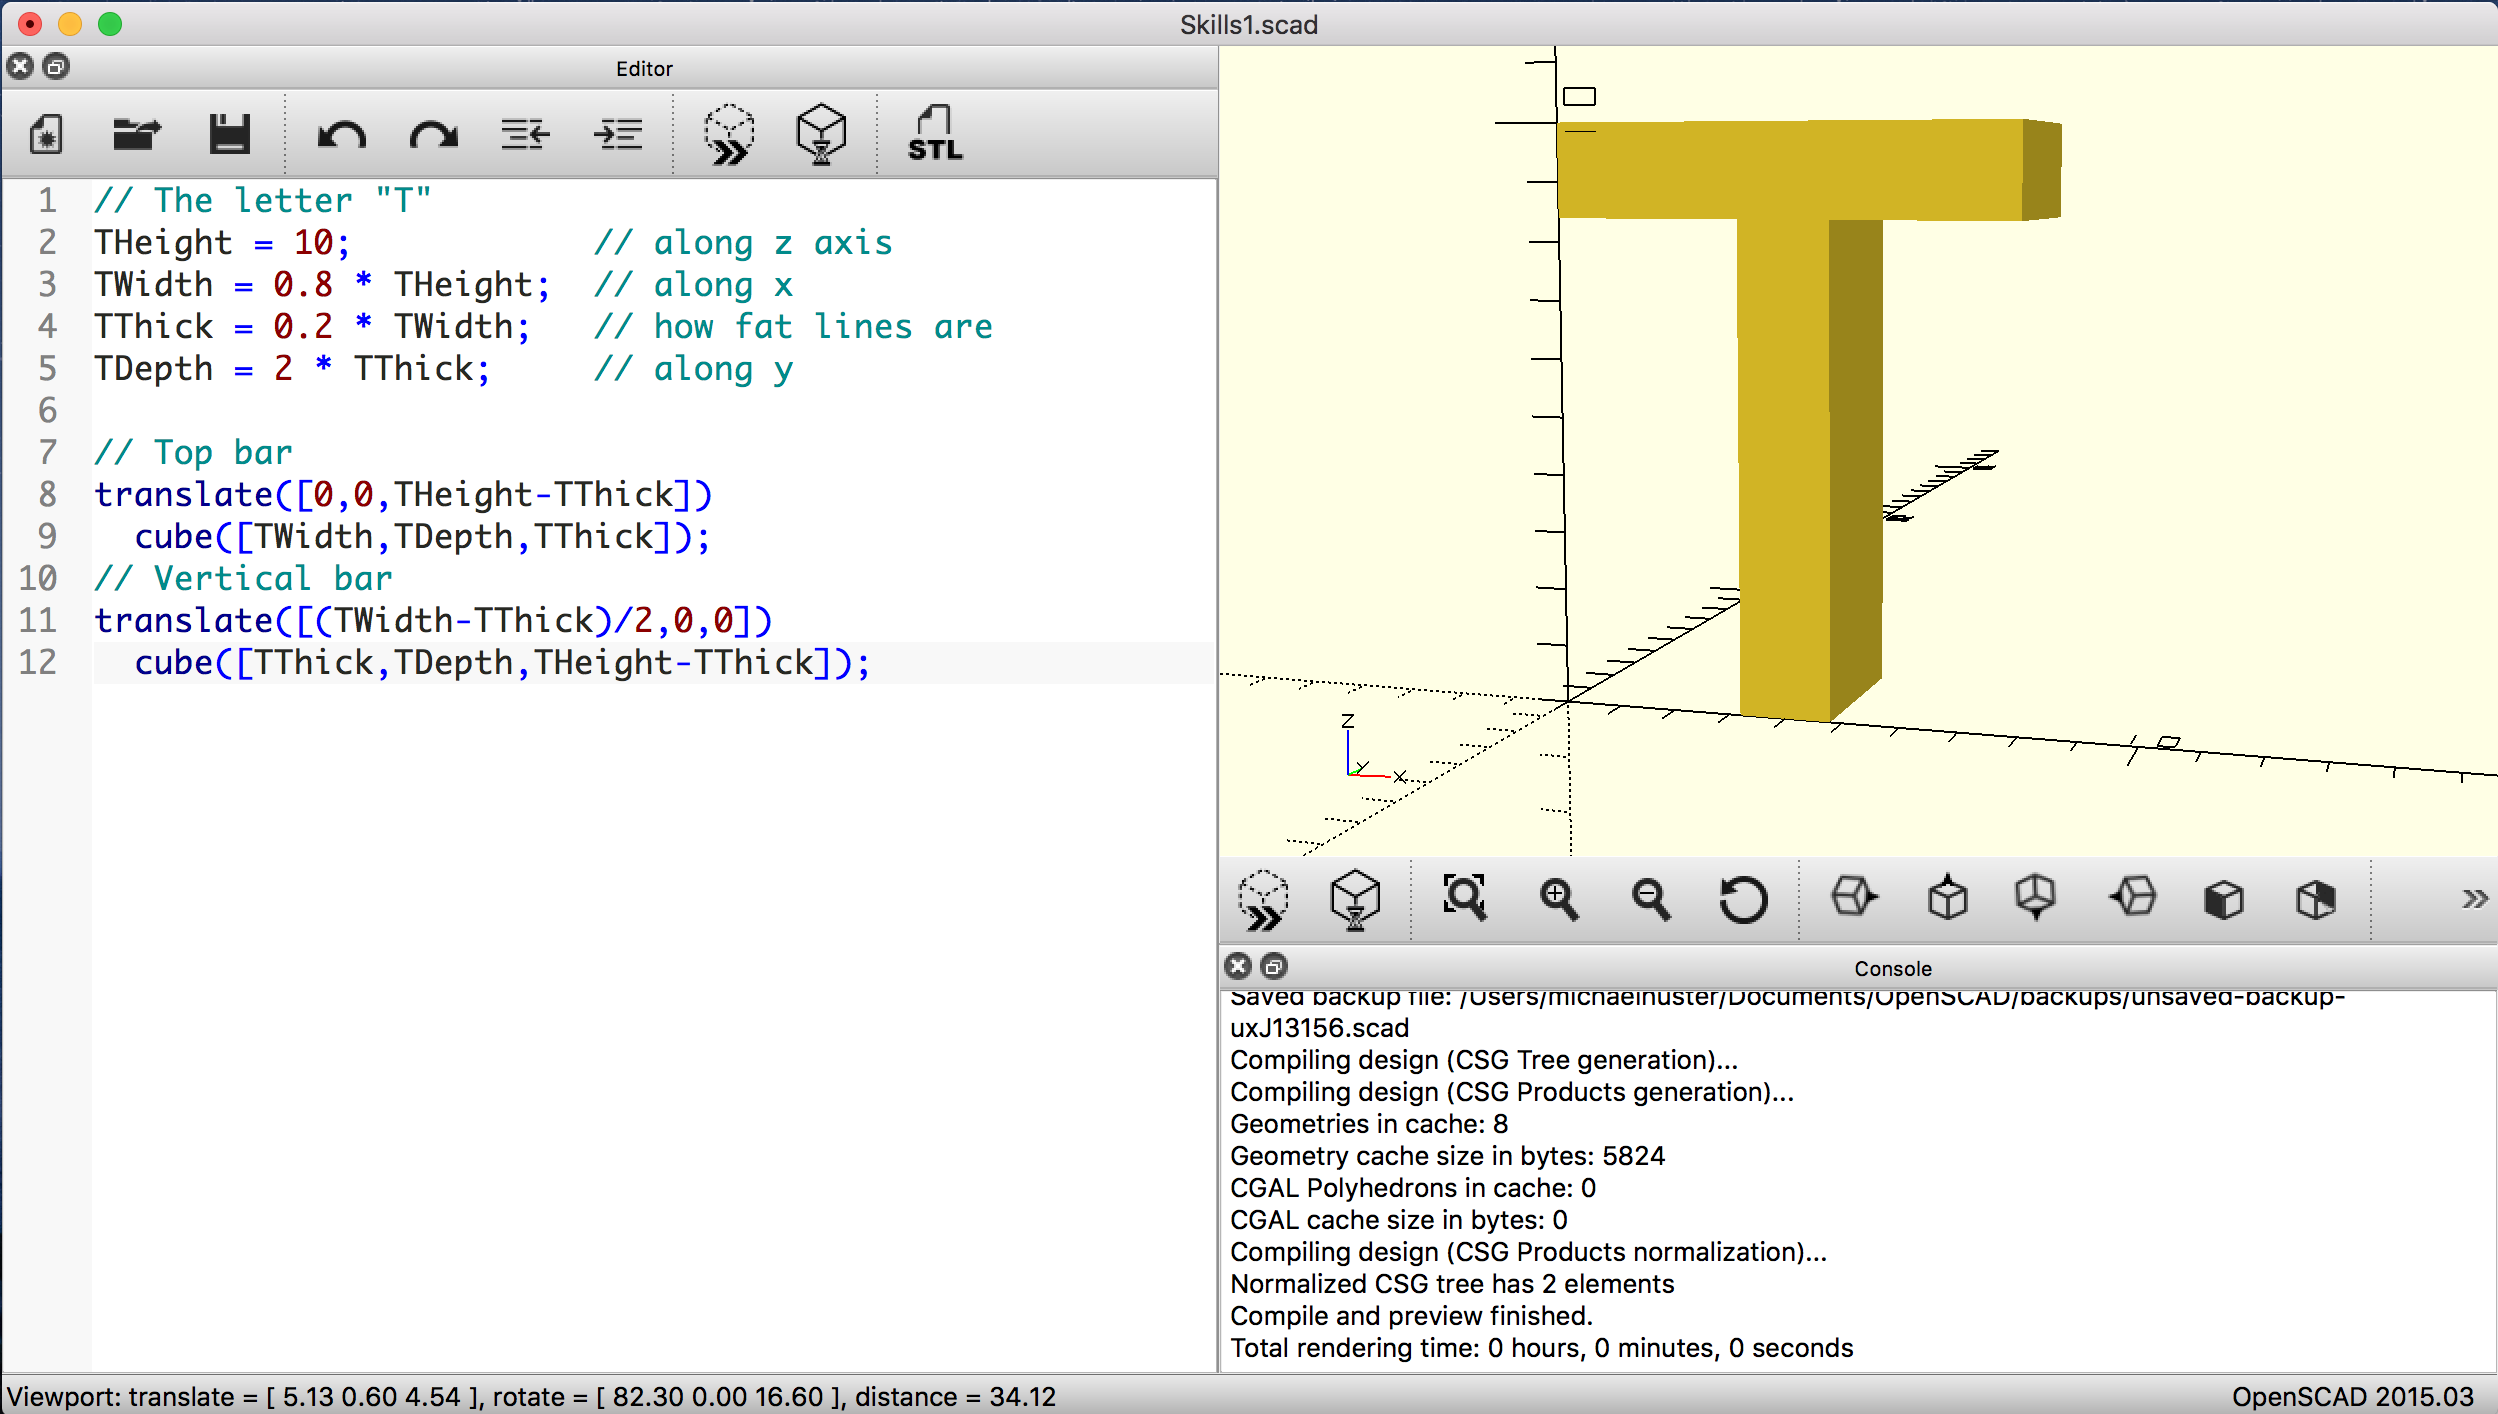 Skills1.scad
Editor
STL
1 // The letter "T"
2 THeight = 10; // along z axis
3 TWidth = 0.8 * THeight; // along x
4 TThick = 0.2 * TWidth; // how fat lines are
5 TDepth = 2 * TThick; // along y
6
7 // Top bar
8 translate([0,0,THeight-TThick])
9 cube([TWidth,TDepth,TThick]);
10 // Vertical bar
11 translate([(TWidth-TThick)/2,0,0])
12 cube([TThick,TDepth,THeight-TThick]);
Z
Y
X
Console
Saved backup file: /Users/michaelhuster/Documents/OpenSCAD/backups/unsaved-backup-
uxJ13156.scad
Compiling design (CSG Tree generation)...
Compiling design (CSG Products generation)...
Geometries in cache: 8
Geometry cache size in bytes: 5824
CGAL Polyhedrons in cache: 0
CGAL cache size in bytes: 0
Compiling design (CSG Products normalization)...
Normalized CSG tree has 2 elements
Compile and preview finished.
Total rendering time: 0 hours, 0 minutes, 0 seconds
Viewport: translate = [ 5.13 0.60 4.54 ], rotate = [ 82.30 0.00 16.60 ], distance = 34.12
OpenSCAD 2015.03